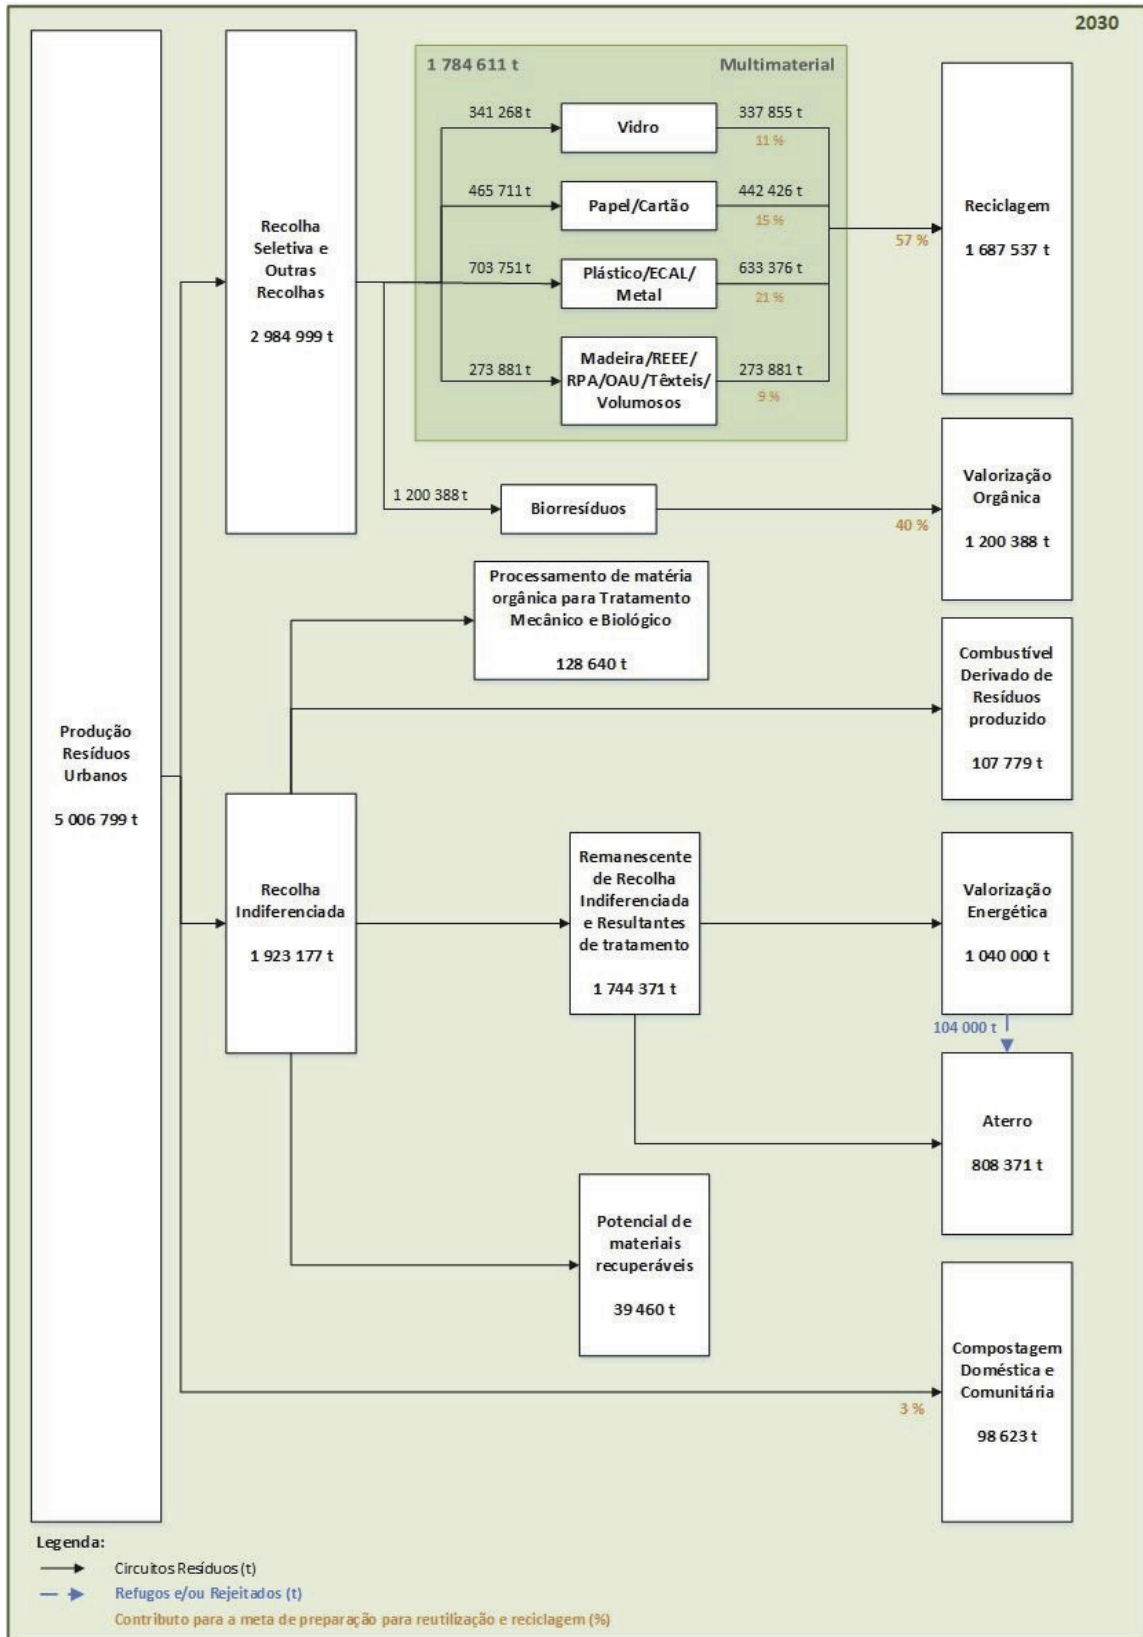 2030
1 784 611 t
Multimaterial
341 268 t
Vidro
337 855 t
11 %
465 711 t
Papel/Cartão
442 426 t
15 %
703 751 t
Plástico/ECAL/
Metal
633 376 t
21 %
273 881 t
Madeira/REEE/
RPA/OAU/Têxteis/
Volumosos
273 881 t
9 %
Recolha
Seletiva e
Outras
Recolhas
2 984 999 t
57 %
Reciclagem
1 687 537 t
1 200 388 t
Biorresíduos
40 %
Valorização
Orgânica
1 200 388 t
Processamento de matéria
orgânica para Tratamento
Mecânico e Biológico
128 640 t
Combustível
Derivado de
Resíduos
produzido
107 779 t
Produção
Resíduos
Urbanos
5 006 799 t
Recolha
Indiferenciada
1 923 177 t
Remanescente
de Recolha
Indiferenciada
e Resultantes
de tratamento
1 744 371 t
Valorização
Energética
1 040 000 t
104 000 t
Aterro
808 371 t
Potencial de
materiais
recuperáveis
39 460 t
Compostagem
Doméstica e
Comunitária
98 623 t
3 %
Legenda:
Circuitos Resíduos (t)
Refugos e/ou Rejeitados (t)
Contributo para a meta de preparação para reutilização e reciclagem (%)